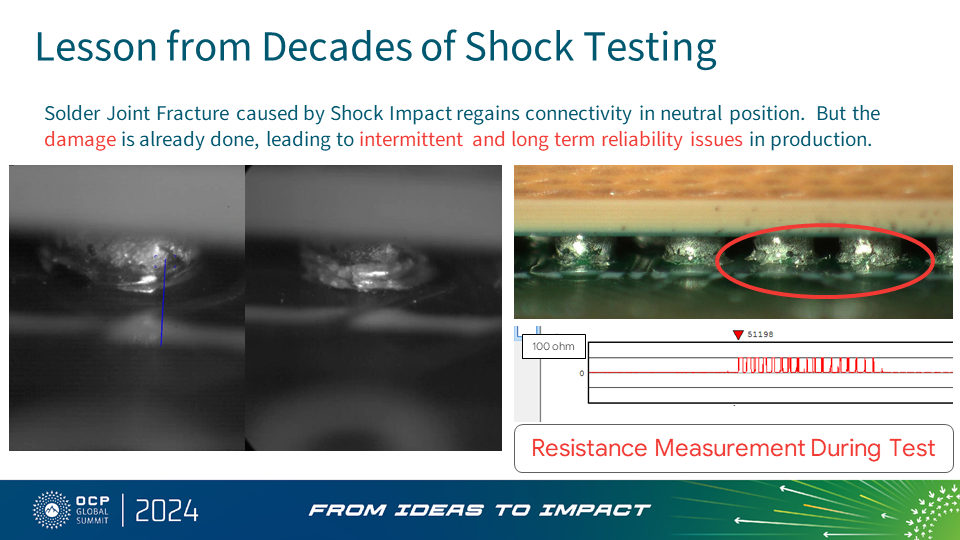 Lesson from Decades of Shock Testing
Solder Joint Fracture caused by Shock Impact regains connectivity in neutral position. But the
damage is already done, leading to intermittent and long term reliability issues in production.
51198
100 ohm
0
Resistance Measurement During Test
OCP
GLOBAL
SUMMIT
2024
FROM IDEAS TO IMPACT